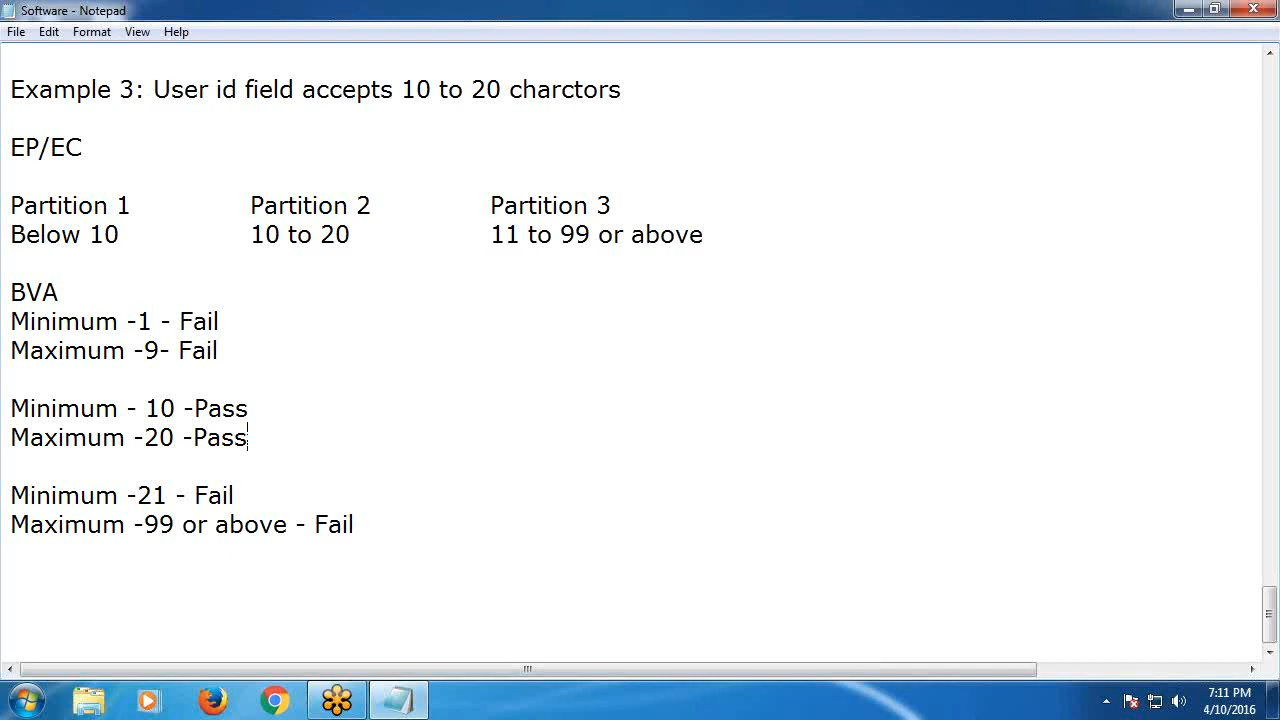 Software - Notepad
File Edit Format View Help
Example 3: User id field accepts 10 to 20 charctors
EP/EC
Partition 1 Partition 2 Partition 3
Below 10 10 to 20 11 to 99 or above
BVA
Minimum -1 - Fail
Maximum -9- Fail
Minimum - 10 -Pass
Maximum -20 -Pass
Minimum -21 - Fail
Maximum -99 or above - Fail
7:11 PM
4/10/2016